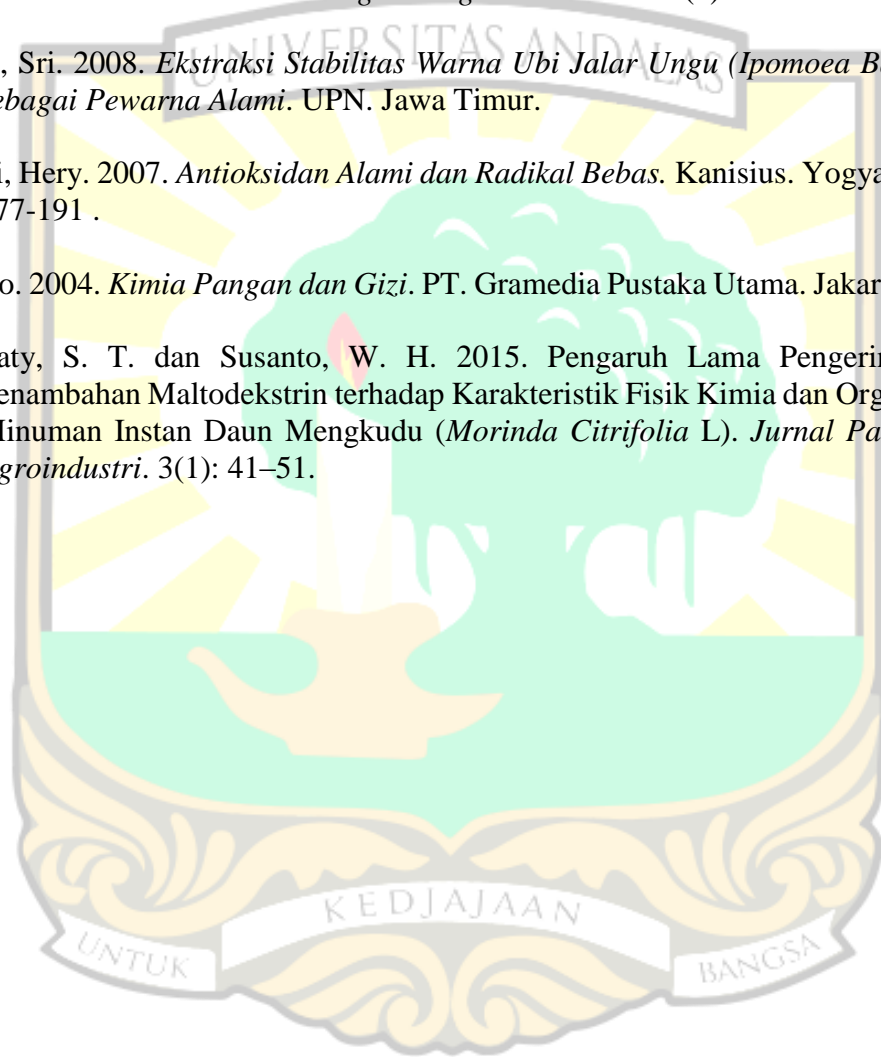 , Sri. 2008. Ekstraksi Stabilitas Warna Ubi Jalar Ungu (Ipomoea B
ebagai Pewarna Alami. UPN. Jawa Timur.
i, Hery. 2007. Antioksidan Alami dan Radikal Bebas. Kanisius. Yogya
77-191 .
o. 2004. Kimia Pangan dan Gizi. PT. Gramedia Pustaka Utama. Jakar
aty, S. T. dan Susanto, W. H. 2015. Pengaruh Lama Pengerin
enambahan Maltodekstrin terhadap Karakteristik Fisik Kimia dan Org
Minuman Instan Daun Mengkudu (Morinda Citrifolia L). Jurnal Pa
groindustri. 3(1): 41–51.
UNIVERSITAS ANDALAS
KEDJAJAAN
UNTUK
BANGSA